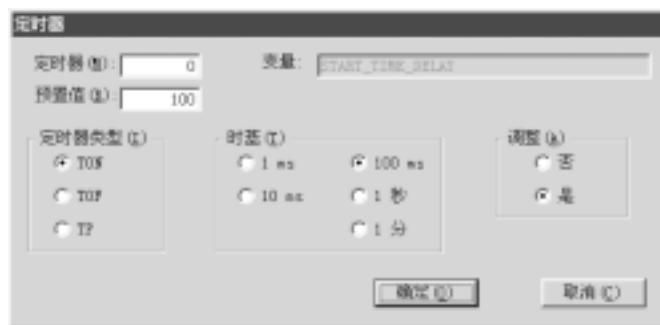 定时器
定时器(N): 0 变量: START_TIME_DELAY
预置值(R): 100
定时器类型(L) 时基(T) 调整(A)
TON 1 ms 100 ms 否
TOF 10 ms 1 秒 是
TP 1 分
确定(O) 取消(C)